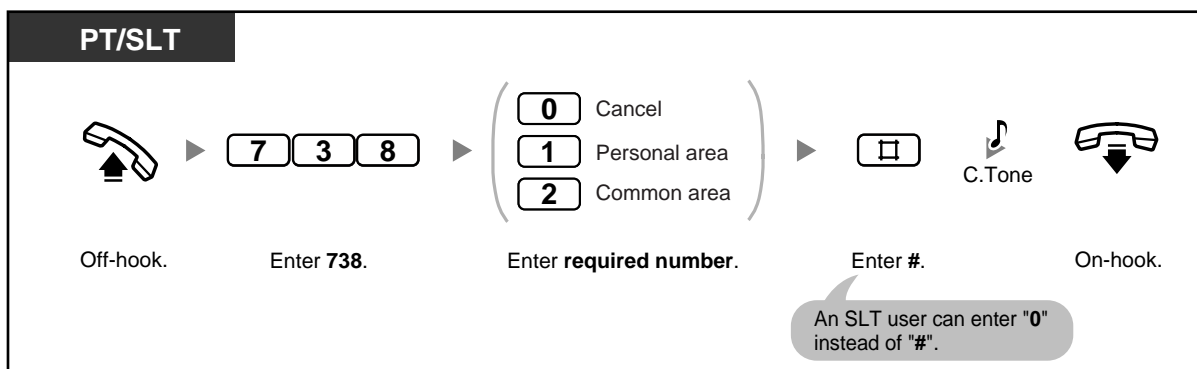 PT/SLT
7 3 8
0 Cancel
1 Personal area
2 Common area
#
C.Tone
Off-hook.
Enter 738.
Enter required number.
Enter #.
On-hook.
An SLT user can enter "0"
instead of "#".